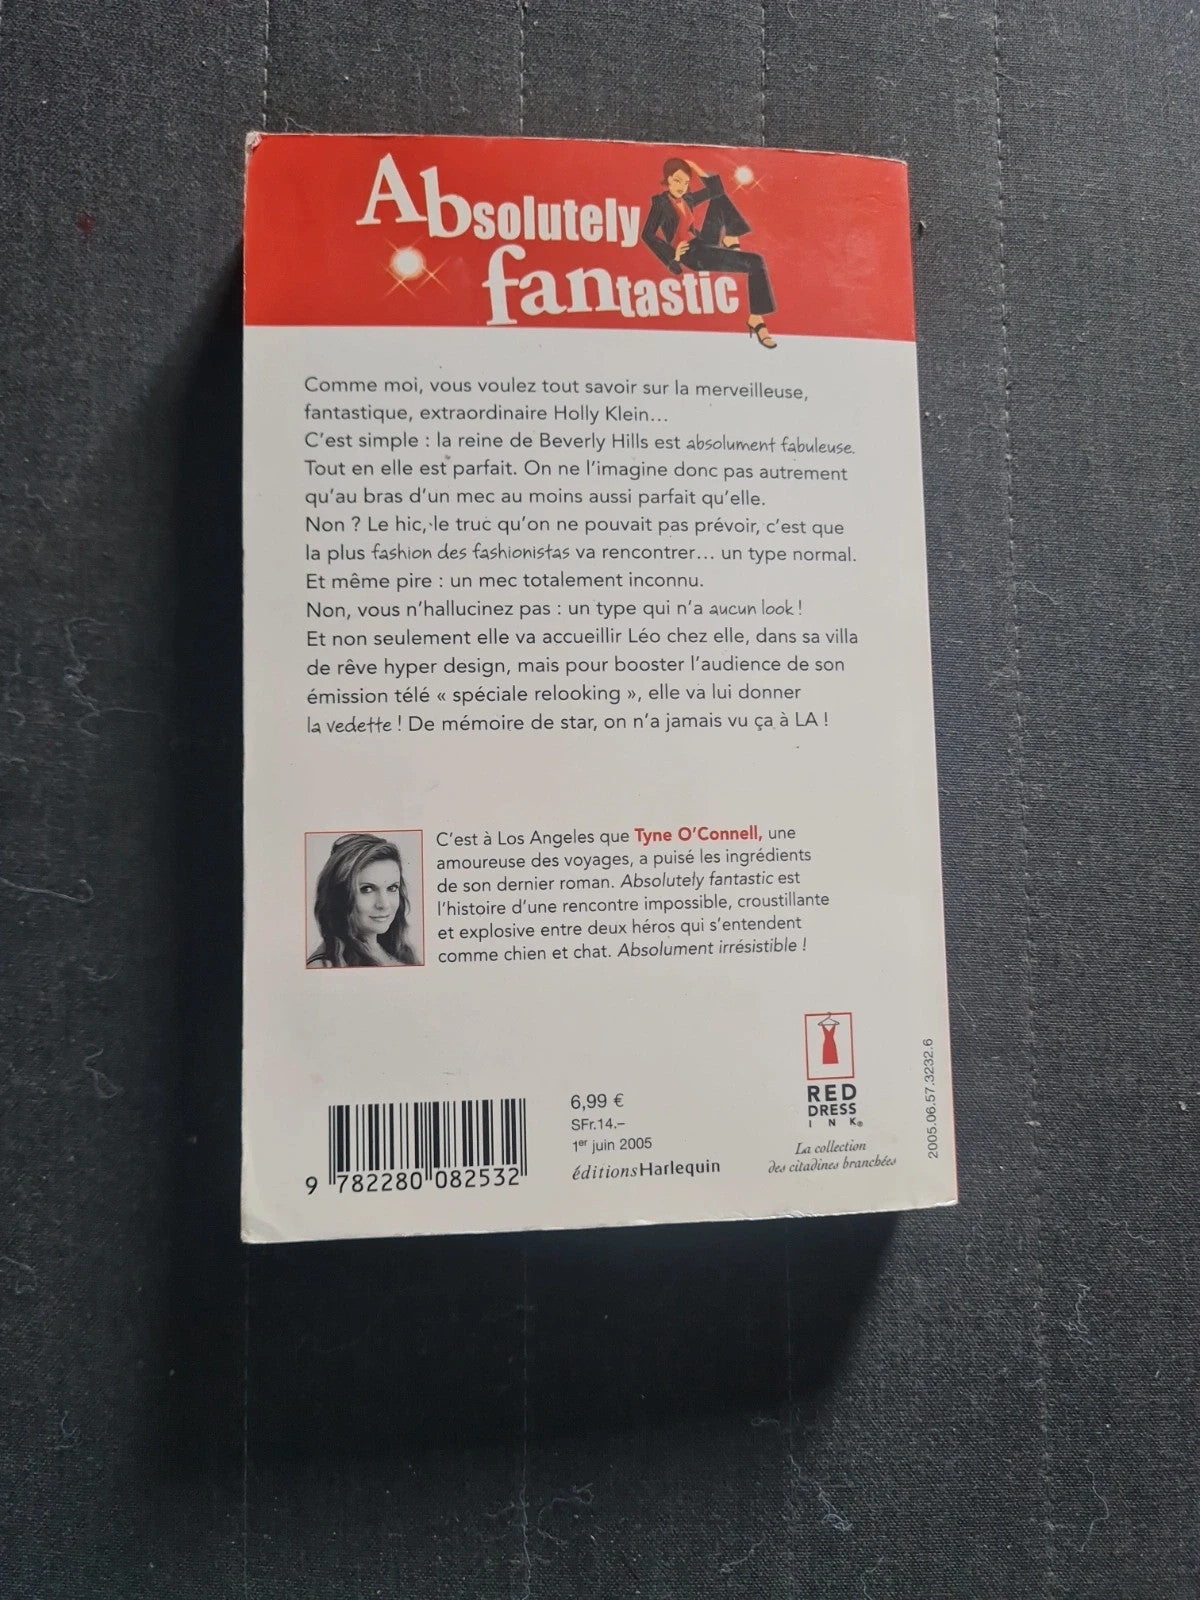 Absolutely
fantastic
Comme moi, vous voulez tout savoir sur la merveilleuse,
fantastique, extraordinaire Holly Klein...
C'est simple : la reine de Beverly Hills est absolument fabuleuse.
Tout en elle est parfait. On ne l'imagine donc pas autrement
qu'au bras d'un mec au moins aussi parfait qu'elle.
Non ? Le hic, le truc qu'on ne pouvait pas prévoir, c'est que
la plus fashion des fashionistas va rencontrer... un type normal.
Et même pire : un mec totalement inconnu.
Non, vous n'hallucinez pas : un type qui n'a aucun look !
Et non seulement elle va accueillir Léo chez elle, dans sa villa
de rêve hyper design, mais pour booster l'audience de son
émission télé « spéciale relooking », elle va lui donner
la vedette ! De mémoire de star, on n'a jamais vu ça à LA !
C'est à Los Angeles que Tyne O'Connell, une
amoureuse des voyages, a puisé les ingrédients
de son dernier roman. Absolutely fantastic est
l'histoire d'une rencontre impossible, croustillante
et explosive entre deux héros qui s'entendent
comme chien et chat. Absolument irrésistible !
9 782280 082532
6,99 €
SFr.14.–
1er juin 2005
éditionsHarlequin
RED
DRESS
INK®
La collection
des citadines branchées
2005.06.57.3232.6